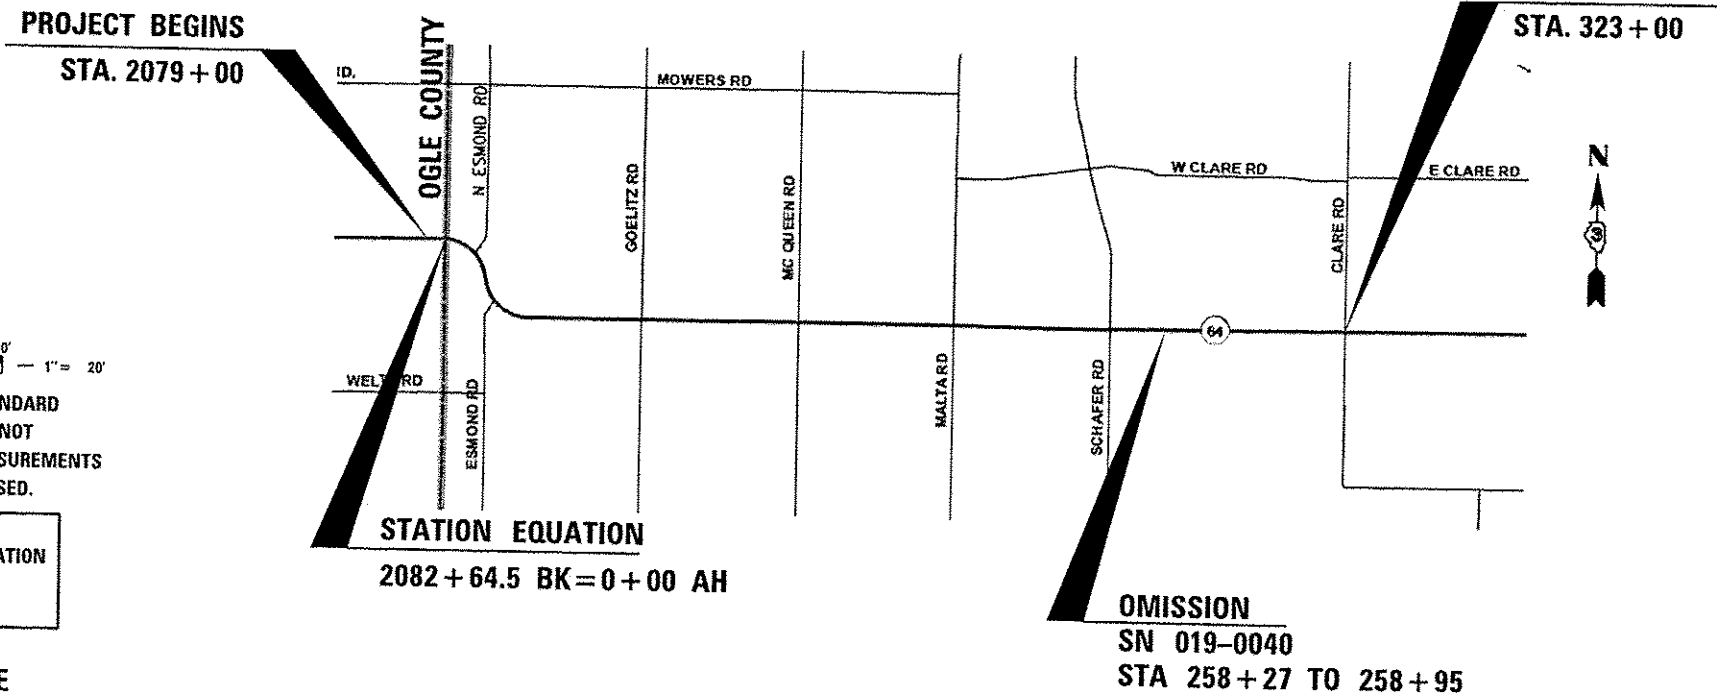 PROJECT BEGINS
STA. 2079+00
STA. 323+00
OGLE COUNTY
ID.
MOWERS RD
N ESMOND RD
GOELITZ RD
MC QUEEN RD
W CLARE RD
E CLARE RD
CLARE RD
N
64
0'
— 1"= 20'
NDARD
NOT
SUREMENTS
SED.
ATION
E
WELTY RD
ESMOND RD
MALTA RD
SCHAFER RD
STATION EQUATION
2082+64.5 BK=0+00 AH
OMISSION
SN 019-0040
STA 258+27 TO 258+95